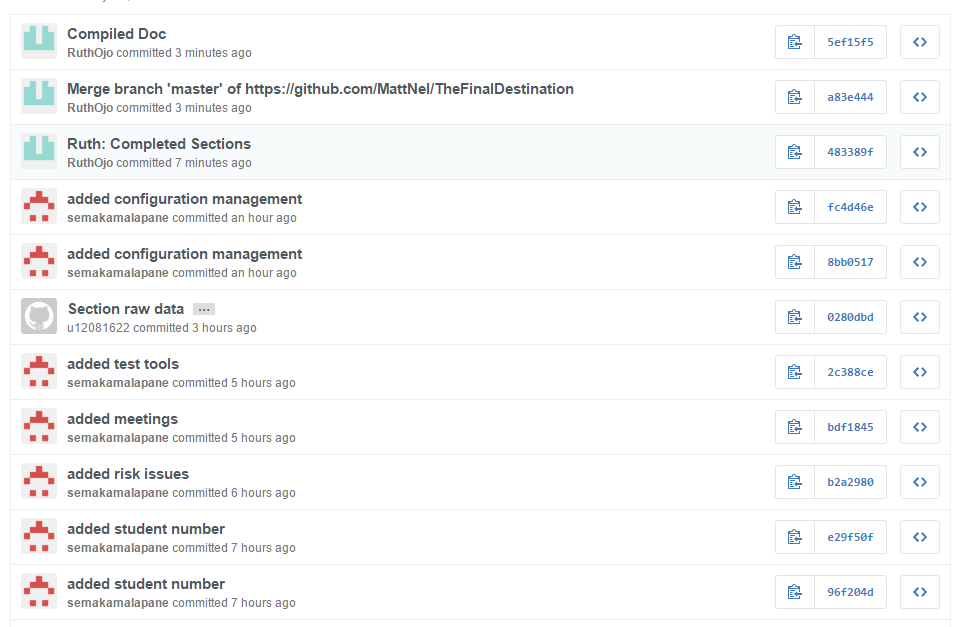 Compiled Doc
RuthOjo committed 3 minutes ago
5ef15f5
Merge branch 'master' of https://github.com/MattNel/TheFinalDestination
RuthOjo committed 3 minutes ago
a83e444
Ruth: Completed Sections
RuthOjo committed 7 minutes ago
483389f
added configuration management
semakamalapane committed an hour ago
fc4d46e
added configuration management
semakamalapane committed an hour ago
8bb0517
Section raw data ...
u12081622 committed 3 hours ago
0280dbd
added test tools
semakamalapane committed 5 hours ago
2c388ce
added meetings
semakamalapane committed 5 hours ago
bdf1845
added risk issues
semakamalapane committed 6 hours ago
b2a2980
added student number
semakamalapane committed 7 hours ago
e29f50f
added student number
semakamalapane committed 7 hours ago
96f204d